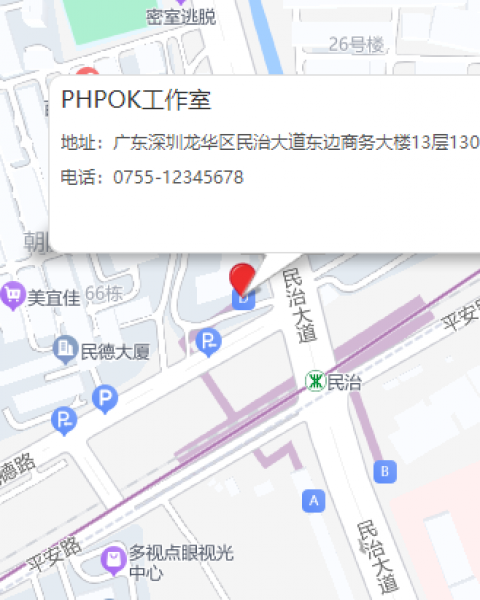 密室逃脱
26号楼
PHPOK工作室
地址：广东深圳龙华区民治大道东边商务大楼13层130
电话：0755-12345678
朝
美宜佳
66栋
D
民治大道
平安路
民德大厦
P
P
P
民治
德路
B
A
民治大道
平安路
多视点眼视光
中心